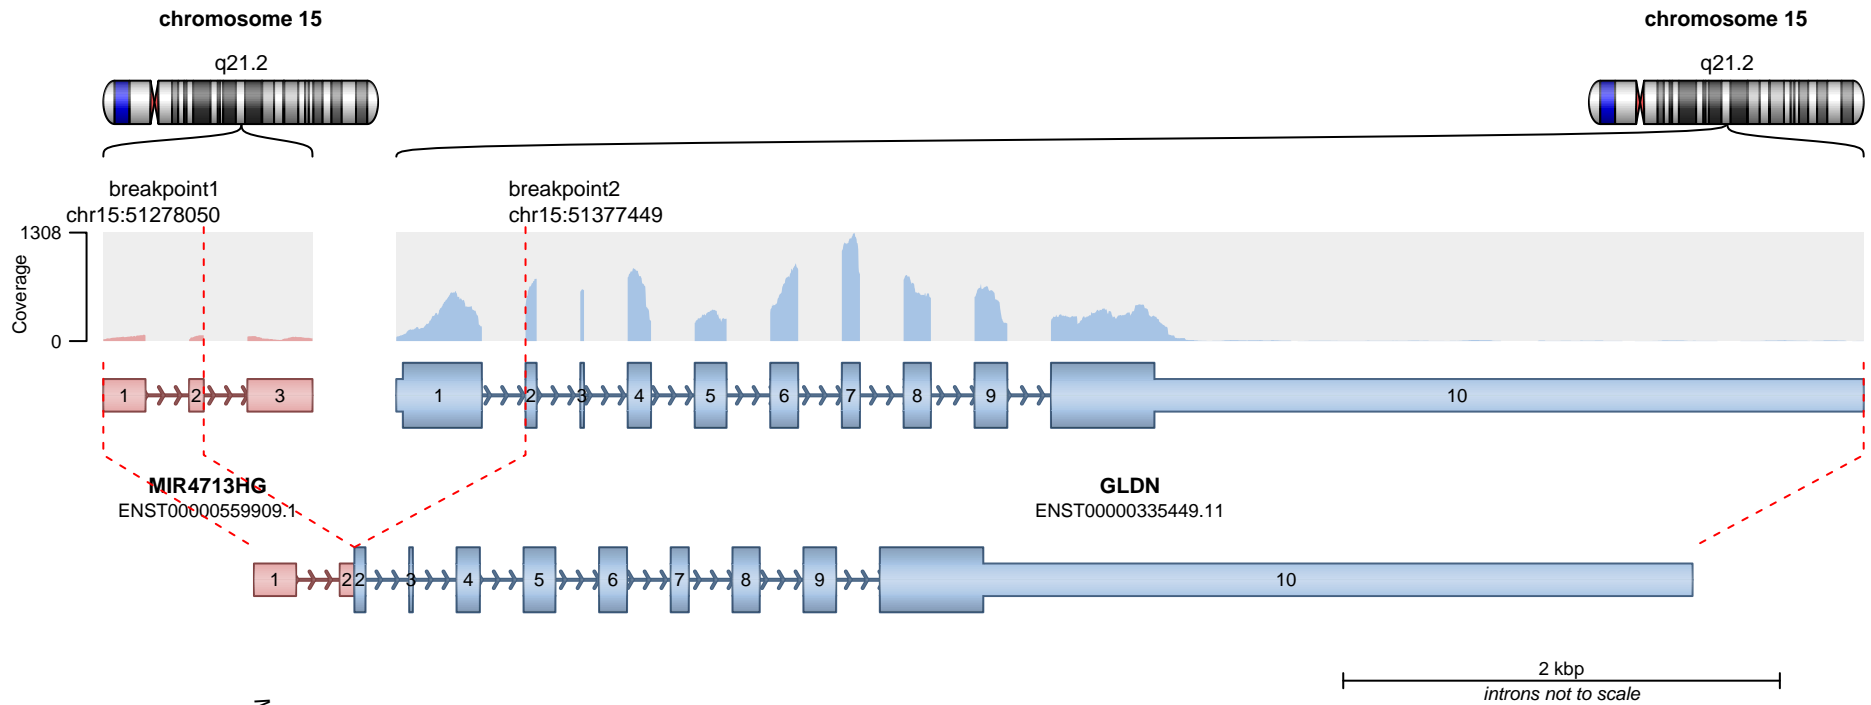 chromosome 15
chromosome 15
q21.2
q21.2
breakpoint1
chr15:51278050
breakpoint2
chr15:51377449
1308
0
Coverage
1 2 3
1 2 3 4 5 6 7 8 9 10
MIR4713HG
ENST00000559909.1
GLDN
ENST00000335449.11
1 2 2 3 4 5 6 7 8 9 10
2 kbp
introns not to scale